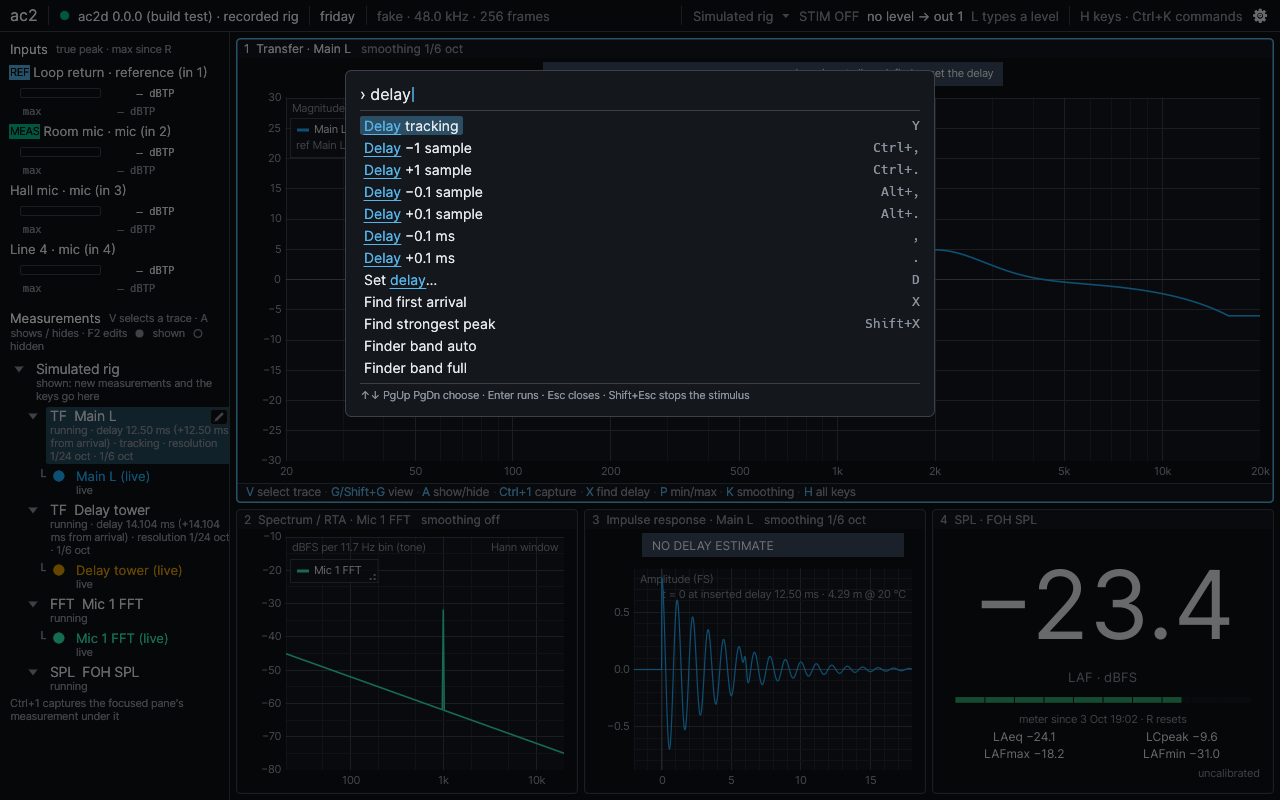 ac2 ac2d 0.0.0 (build test) · recorded rig friday fake · 48.0 kHz · 256 frames Simulated rig STIM OFF no level → out 1 L types a level H keys · Ctrl+K commands
Inputs true peak · max since R
REF Loop return · reference (in 1)
– dBTP
max – dBTP
MEAS Room mic · mic (in 2)
– dBTP
max – dBTP
Hall mic · mic (in 3)
– dBTP
max – dBTP
Line 4 · mic (in 4)
– dBTP
max – dBTP
Measurements V selects a trace · A
shows / hides · F2 edits shown
hidden
Simulated rig
shown: new measurements and the
keys go here
TF Main L
running · delay 12.50 ms (+12.50 ms
from arrival) · tracking · resolution
1/24 oct · 1/6 oct
Main L (live)
live
TF Delay tower
running · delay 14.104 ms (+14.104
ms from arrival) · resolution 1/24 oct
· 1/6 oct
Delay tower (live)
live
FFT Mic 1 FFT
running
Mic 1 FFT (live)
live
SPL FOH SPL
running
Ctrl+1 captures the focused pane's
measurement under it
1 Transfer · Main L smoothing 1/6 oct
set the delay
Magnitude
Main L
ref Main L
30
25
20
15
10
5
0
−5
−10
−15
−20
−25
−30
20 50 100 200 500 1k 2k 5k 10k 20k
V select trace · G/Shift+G view · A show/hide · Ctrl+1 capture · X find delay · P min/max · K smoothing · H all keys
› delay
Delay tracking Y
Delay −1 sample Ctrl+,
Delay +1 sample Ctrl+.
Delay −0.1 sample Alt+,
Delay +0.1 sample Alt+.
Delay −0.1 ms ,
Delay +0.1 ms .
Set delay... D
Find first arrival X
Find strongest peak Shift+X
Finder band auto
Finder band full
↑↓ PgUp PgDn choose · Enter runs · Esc closes · Shift+Esc stops the stimulus
2 Spectrum / RTA · Mic 1 FFT smoothing off
dBFS per 11.7 Hz bin (tone) Hann window
Mic 1 FFT
−10
−20
−30
−40
−50
−60
−70
−80
100 1k 10k
3 Impulse response · Main L smoothing 1/6 oct
NO DELAY ESTIMATE
Amplitude (FS)
t = 0 at inserted delay 12.50 ms · 4.29 m @ 20 °C
0.5
0.0
−0.5
0 5 10 15
4 SPL · FOH SPL
−23.4
LAF · dBFS
meter since 3 Oct 19:02 · R resets
LAeq −24.1 LCpeak −9.6
LAFmax −18.2 LAFmin −31.0
uncalibrated